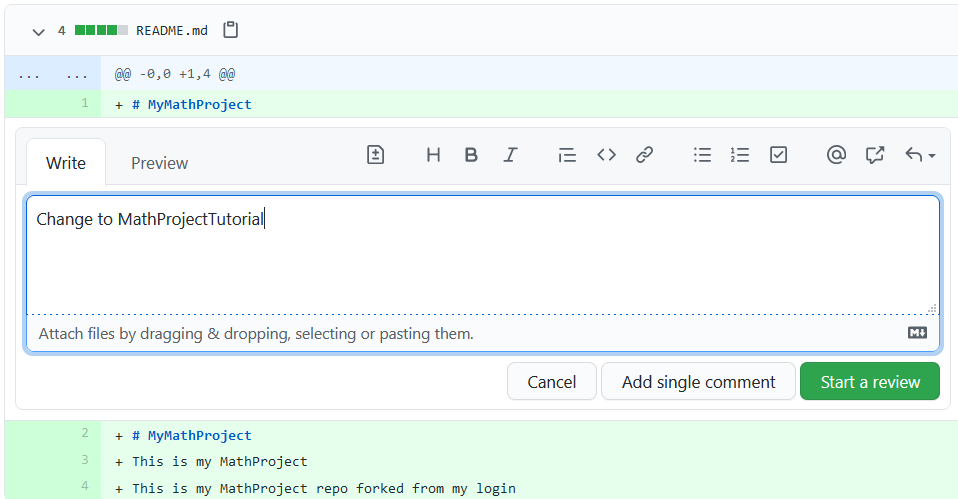 4 README.md
... ... @@ -0,0 +1,4 @@
1 + # MyMathProject
Write Preview
Change to MathProjectTutorial
Attach files by dragging & dropping, selecting or pasting them.
Cancel Add single comment Start a review
2 + # MyMathProject
3 + This is my MathProject
4 + This is my MathProject repo forked from my login